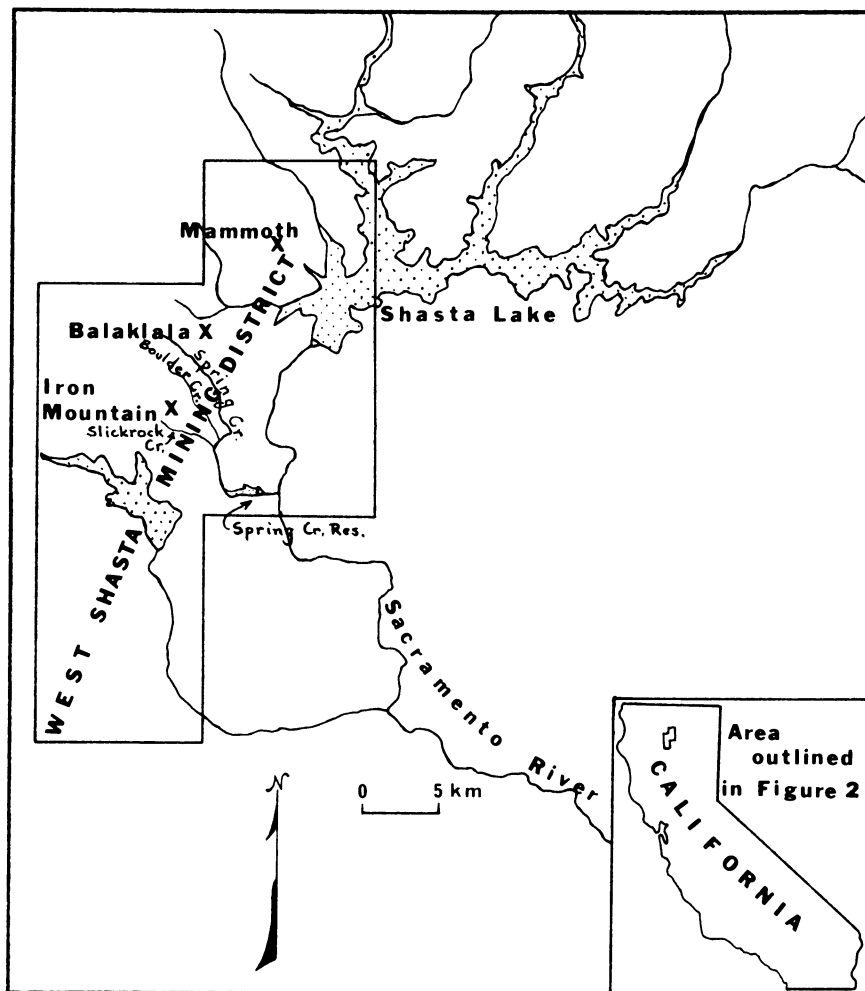 Mammoth
X
Shasta Lake
Balaklala X
Boulder Cr.
Spring Cr.
Iron
Mountain X
Slickrock
Cr.
WEST SHASTA MINING DISTRICT
Spring Cr. Res.
Sacramento River
N
0 5 km
Area
outlined
in Figure 2
CALIFORNIA